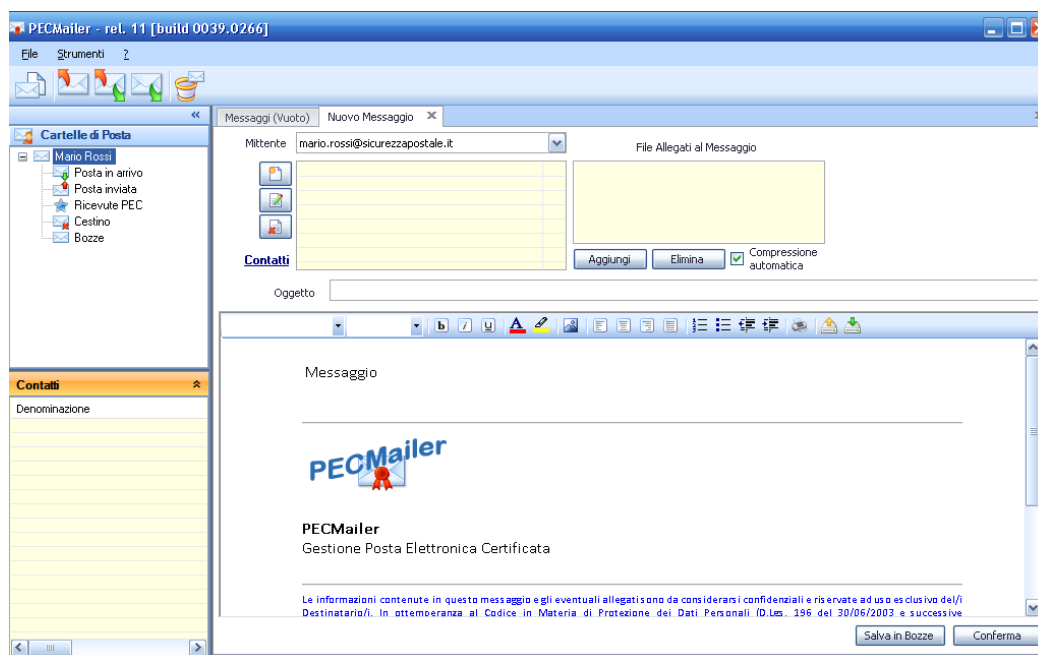 PECMailer - rel. 11 [build 0039.0266]
File Strumenti ?
Cartelle di Posta
Mario Rossi
Posta in arrivo
Posta inviata
Ricevute PEC
Cestino
Bozze
Contatti
Denominazione
Messaggi (Vuoto) Nuovo Messaggio
Mittente mario.rossi@sicurezzapostale.it
File Allegati al Messaggio
Contatti
Aggiungi Elimina Compressione
automatica
Oggetto
b i u A
Messaggio
PECMailer
PECMailer
Gestione Posta Elettronica Certificata
Le informazioni contenute in questo messaggio e gli eventuali allegati sono da considerarsi confidenziali e riservate ad uso esclusivo del/i
Destinatario/i. In ottemperanza al Codice in Materia di Protezione dei Dati Personali (D.Lgs. 196 del 30/06/2003 e successive
Salva in Bozze Conferma